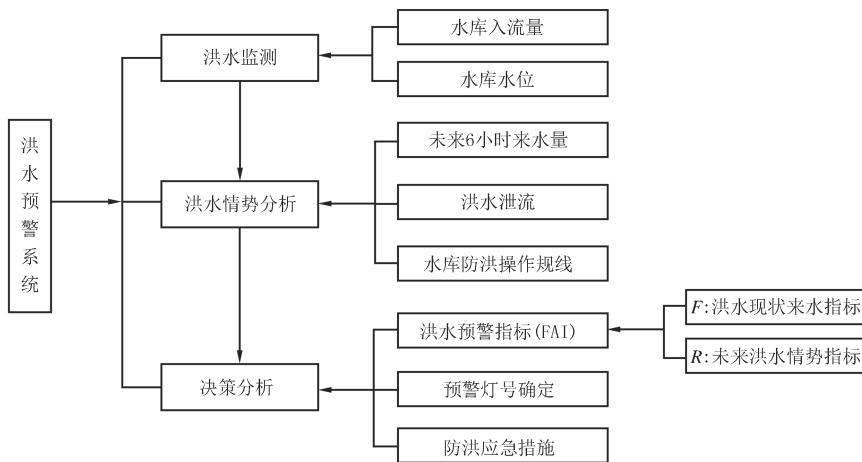 洪水预警系统
洪水监测
水库入流量
水库水位
洪水情势分析
未来6小时来水量
洪水泄流
水库防洪操作规线
决策分析
洪水预警指标(FAI)
F:洪水现状来水指标
R:未来洪水情势指标
预警灯号确定
防洪应急措施